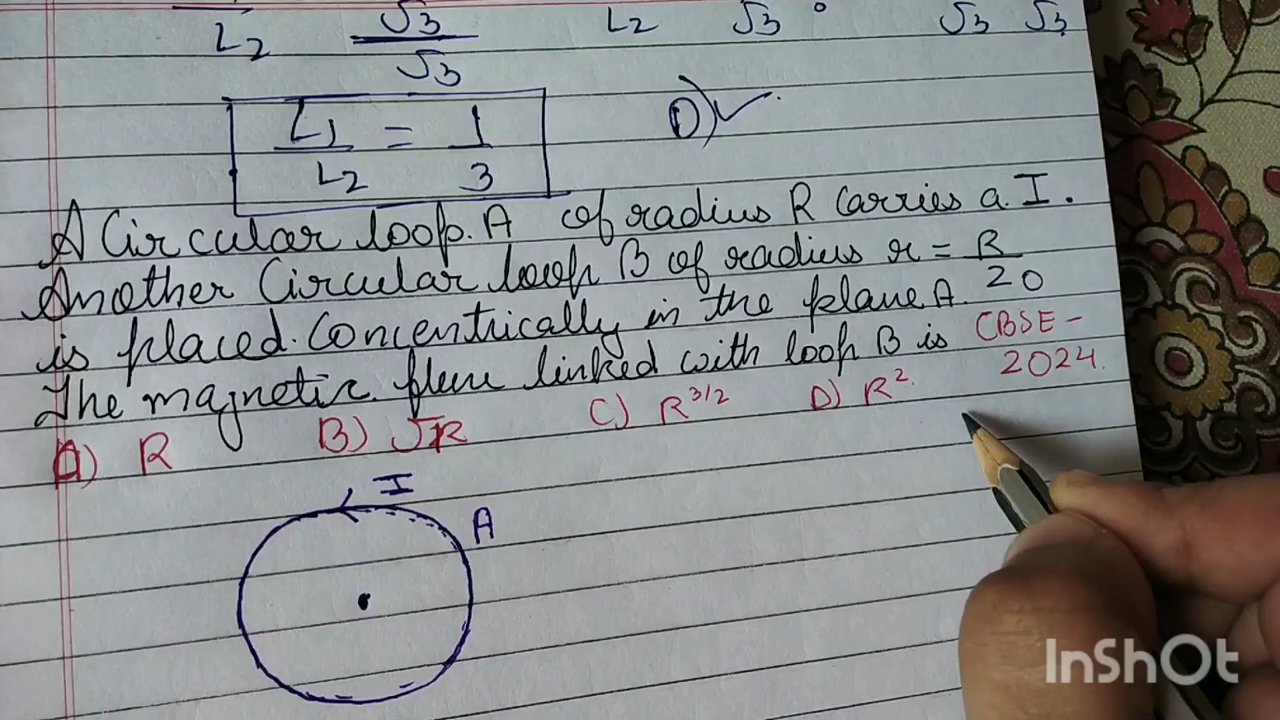 L2 √3 L2 √3 √3 √3
√3
L1 = 1 D) ✓
L2 3
A Circular loop. A of radius R carries a I.
Another Circular loop B of radius r = R
20
is placed. Concentrically in the plane A.
The magnetic flux linked with loop B is CBSE-
2024.
A) R B) √R C) R^3/2 D) R^2.
I
A
InShOt